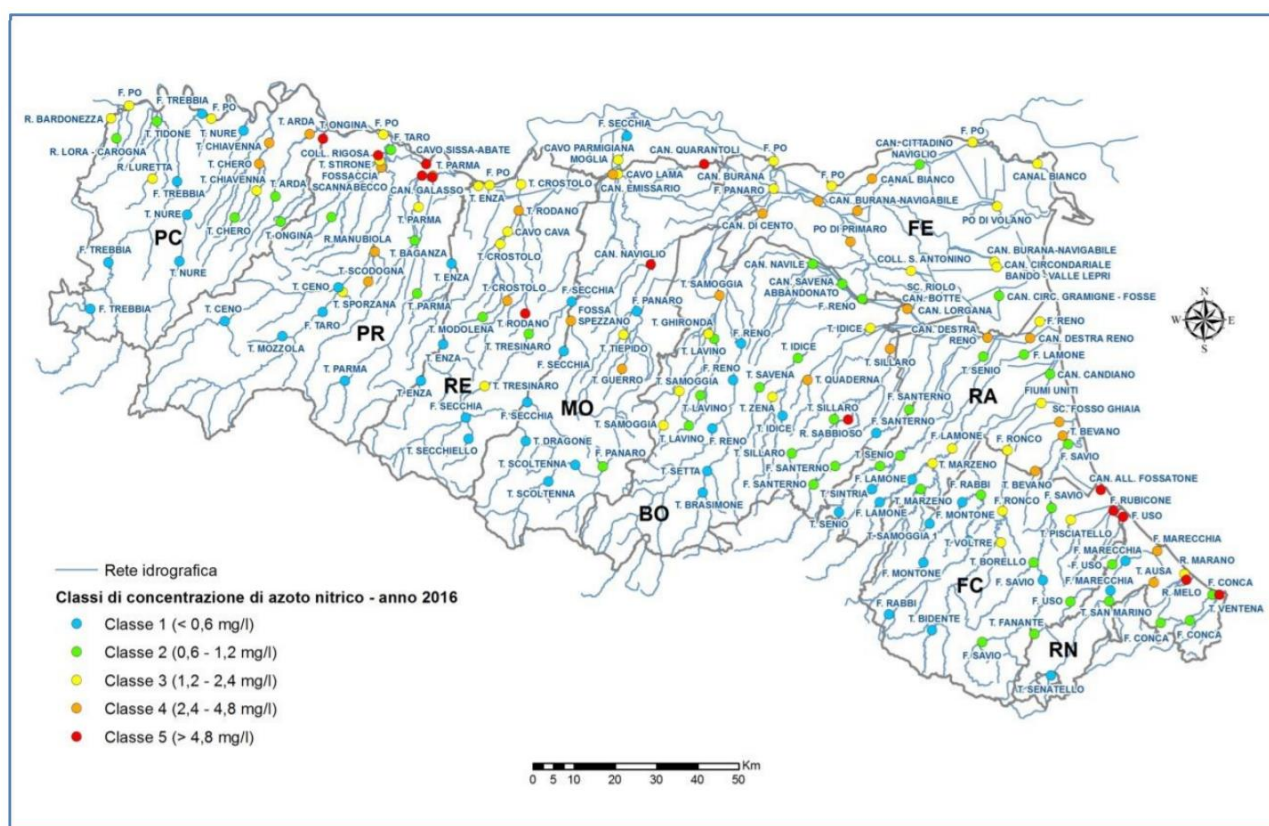 F. PO
F. TREBBIA
F. PO
R. BARDONEZZA
T. TIDONE
T. NURE
T. ARDA
T. ONGINA
F. PO
F. TARO
F. SECCHIA
F. PO
R. LORA - CAROGNA
T. CHIAVENNA
COLL. RIGOSA
CAVO SISSA-ABATE
CAVO PARMIGIANA
MOGLIA
CAN. QUARANTOLI
F. PO
CAN. CITTADINO
NAVIGLIO
R. LURETTA
T. CHERO
T. STIRONE
T. PARMA
CAVO LAMA
CAN. BURANA
CANAL BIANCO
CANAL BIANCO
T. CHIAVENNA
T. ARDA
FOSSACCIA
SCANNABECCO
CAN. GALASSO
T. ENZA
F. PO
T. CROSTOLO
CAN. EMISSARIO
F. PANARO
F. PO
F. TREBBIA
T. NURE
T. PARMA
T. RODANO
CAN. BURANA-NAVIGABILE
PO DI VOLANO
PC
T. CHERO
T. ONGINA
R.MANUBIOLA
T. BAGANZA
CAVO CAVA
CAN. DI CENTO
PO DI PRIMARO
FE
F. TREBBIA
T. NURE
T. SCODOGNA
T. CROSTOLO
CAN. NAVIGLIO
CAN. NAVILE
COLL. S. ANTONINO
CAN. BURANA-NAVIGABILE
CAN. CIRCONDARIALE
BANDO - VALLE LEPRI
T. CENO
T. SPORZANA
T. ENZA
T. CROSTOLO
F. SECCHIA
T. SAMOGGIA
CAN. SAVENA
ABBANDONATO
SC. RIOLO
F. TREBBIA
T. CENO
F. TARO
T. PARMA
FOSSA
SPEZZANO
F. PANARO
F. RENO
CAN. BOTTE
CAN. CIRC. GRAMIGNE - FOSSE
PR
T. MODOLENA
T. RODANO
T. GHIRONDA
F. RENO
T. IDICE
CAN. LORGANA
F. RENO
T. MOZZOLA
T. TRESINARO
T. TIEPIDO
T. LAVINO
CAN. DESTRA
RENO
CAN. DESTRA RENO
T. ENZA
F. SECCHIA
F. RENO
T. IDICE
T. SILLARO
T. SENIO
F. LAMONE
T. PARMA
T. GUERRO
CAN. CANDIANO
T. ENZA
RE
T. TRESINARO
MO
T. SAMOGGIA
T. SAVENA
T. QUADERNA
RA
FIUMI UNITI
F. SECCHIA
F. SECCHIA
T. LAVINO
T. ZENA
T. SILLARO
F. SANTERNO
SC. FOSSO GHIAIA
T. SAMOGGIA
F. RENO
T. IDICE
R. SABBIOSO
F. SANTERNO
T. BEVANO
T. SECCHIELLO
T. DRAGONE
T. LAVINO
T. SILLARO
T. SENIO
F. LAMONE
F. RONCO
F. SAVIO
T. SCOLTENNA
F. PANARO
T. SETTA
F. SANTERNO
T. MARZENO
T. BEVANO
CAN. ALL. FOSSATONE
T. SCOLTENNA
F. SANTERNO
T. SINTRIA
F. LAMONE
F. RABBI
T. BRASIMONE
T. MARZENO
F. RONCO
F. SAVIO
F. RUBICONE
BO
T. SENIO
F. LAMONE
F. MONTONE
F. USO
T. SAMOGGIA 1
T. VOLTRE
T. PISCIATELLO
F. MARECCHIA
F. MARECCHIA
T. BORELLO
F. USO
T. AUSA
R. MARANO
F. MONTONE
FC
F. SAVIO
F. MARECCHIA
R. MELO
F. CONCA
F. RABBI
F. USO
T. SAN MARINO
T. VENTENA
T. BIDENTE
T. FANANTE
F. CONCA
F. CONCA
F. SAVIO
RN
T. SENATELLO
N
W
E
S
Rete idrografica
Classi di concentrazione di azoto nitrico - anno 2016
Classe 1 (< 0,6 mg/l)
Classe 2 (0,6 - 1,2 mg/l)
Classe 3 (1,2 - 2,4 mg/l)
Classe 4 (2,4 - 4,8 mg/l)
Classe 5 (> 4,8 mg/l)
Km
0 5 10 20 30 40 50